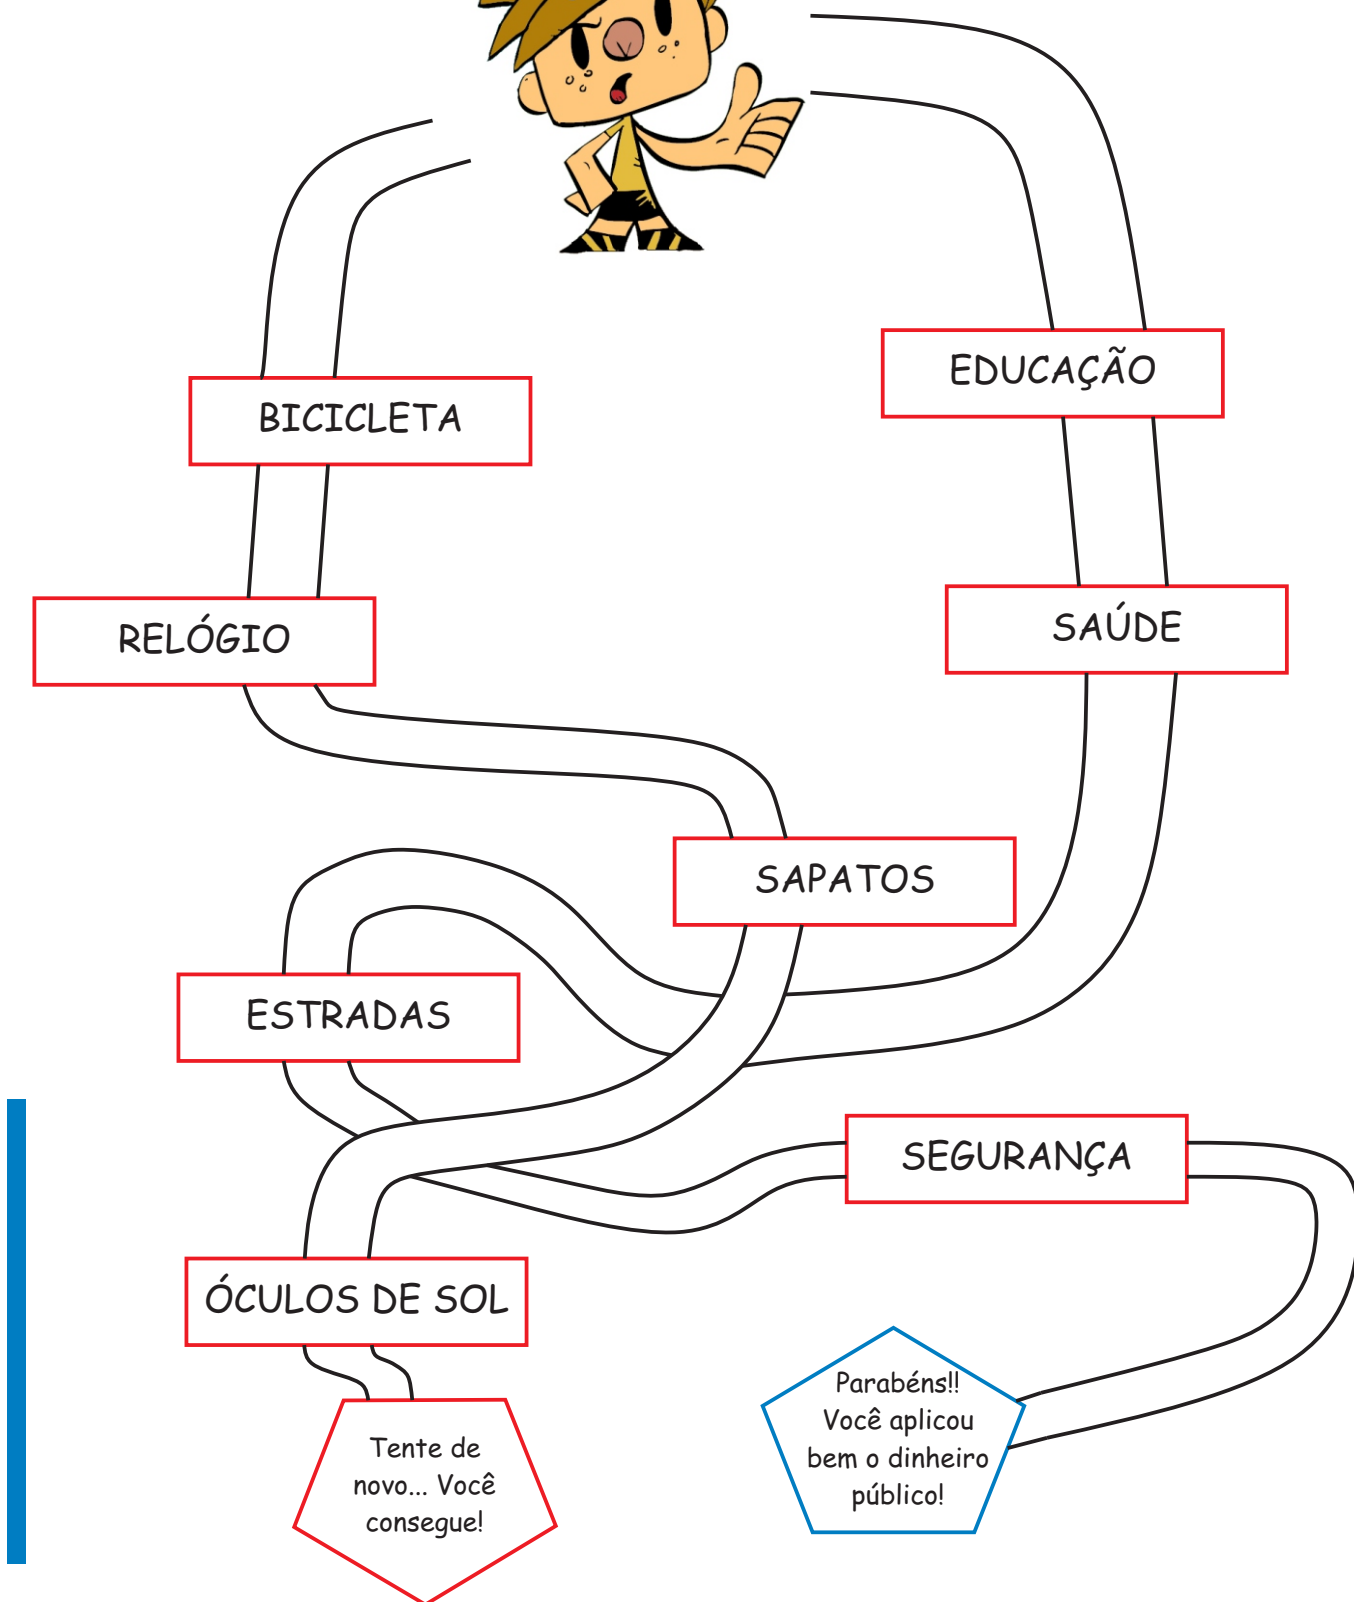 EDUCAÇÃO
BICICLETA
RELÓGIO
SAÚDE
SAPATOS
ESTRADAS
SEGURANÇA
ÓCULOS DE SOL
Parabéns!!
Você aplicou
bem o dinheiro
público!
Tente de
novo... Você
consegue!